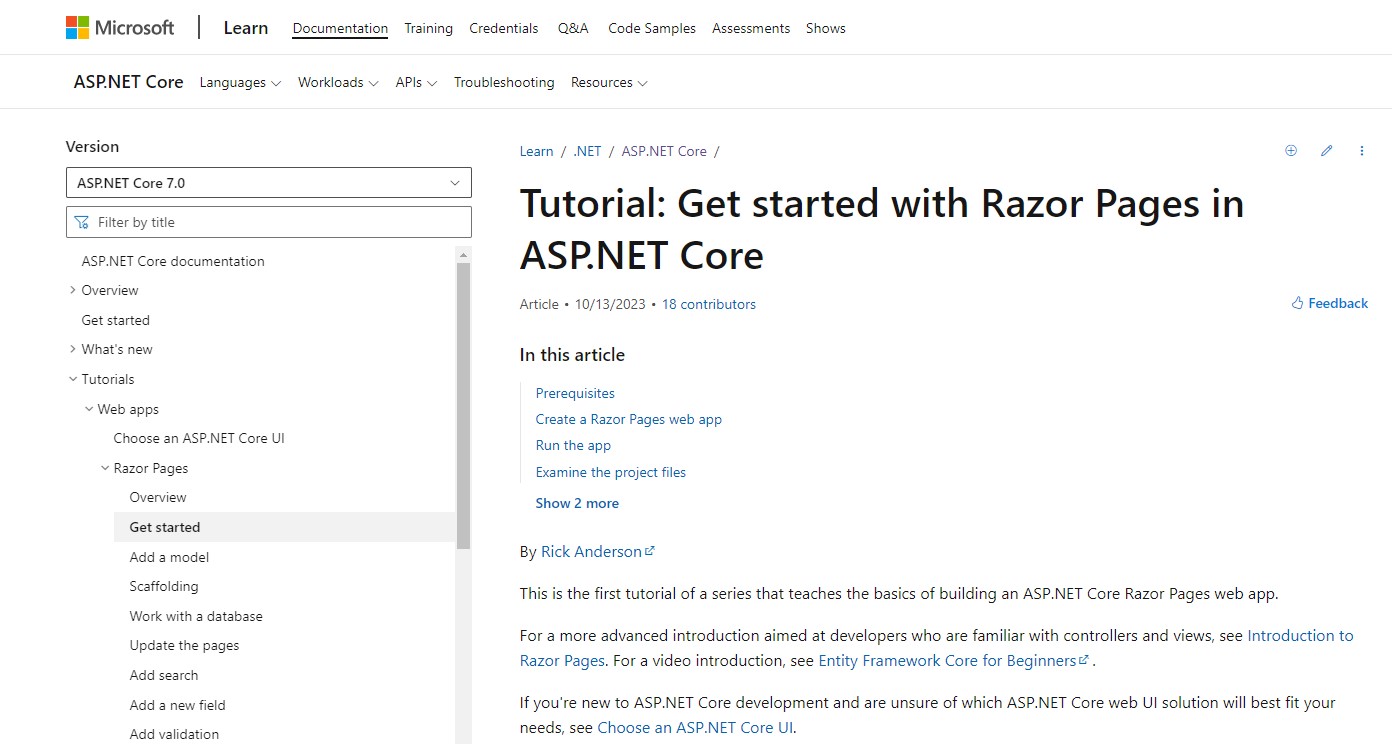 Microsoft Learn Documentation Training Credentials Q&A Code Samples Assessments Shows
ASP.NET Core Languages Workloads APIs Troubleshooting Resources
Version
ASP.NET Core 7.0
Filter by title
ASP.NET Core documentation
Overview
Get started
What's new
Tutorials
Web apps
Choose an ASP.NET Core UI
Razor Pages
Overview
Get started
Add a model
Scaffolding
Work with a database
Update the pages
Add search
Add a new field
Add validation
Learn / .NET / ASP.NET Core /
Tutorial: Get started with Razor Pages in
ASP.NET Core
Article • 10/13/2023 • 18 contributors
Feedback
In this article
Prerequisites
Create a Razor Pages web app
Run the app
Examine the project files
Show 2 more
By Rick Anderson
This is the first tutorial of a series that teaches the basics of building an ASP.NET Core Razor Pages web app.
For a more advanced introduction aimed at developers who are familiar with controllers and views, see Introduction to
Razor Pages. For a video introduction, see Entity Framework Core for Beginners .
If you're new to ASP.NET Core development and are unsure of which ASP.NET Core web UI solution will best fit your
needs, see Choose an ASP.NET Core UI.